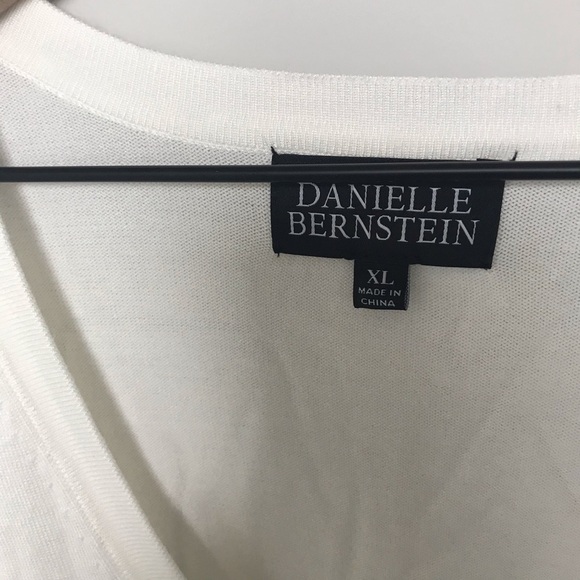 DANIELLE
BERNSTEIN
XL
MADE IN
CHINA